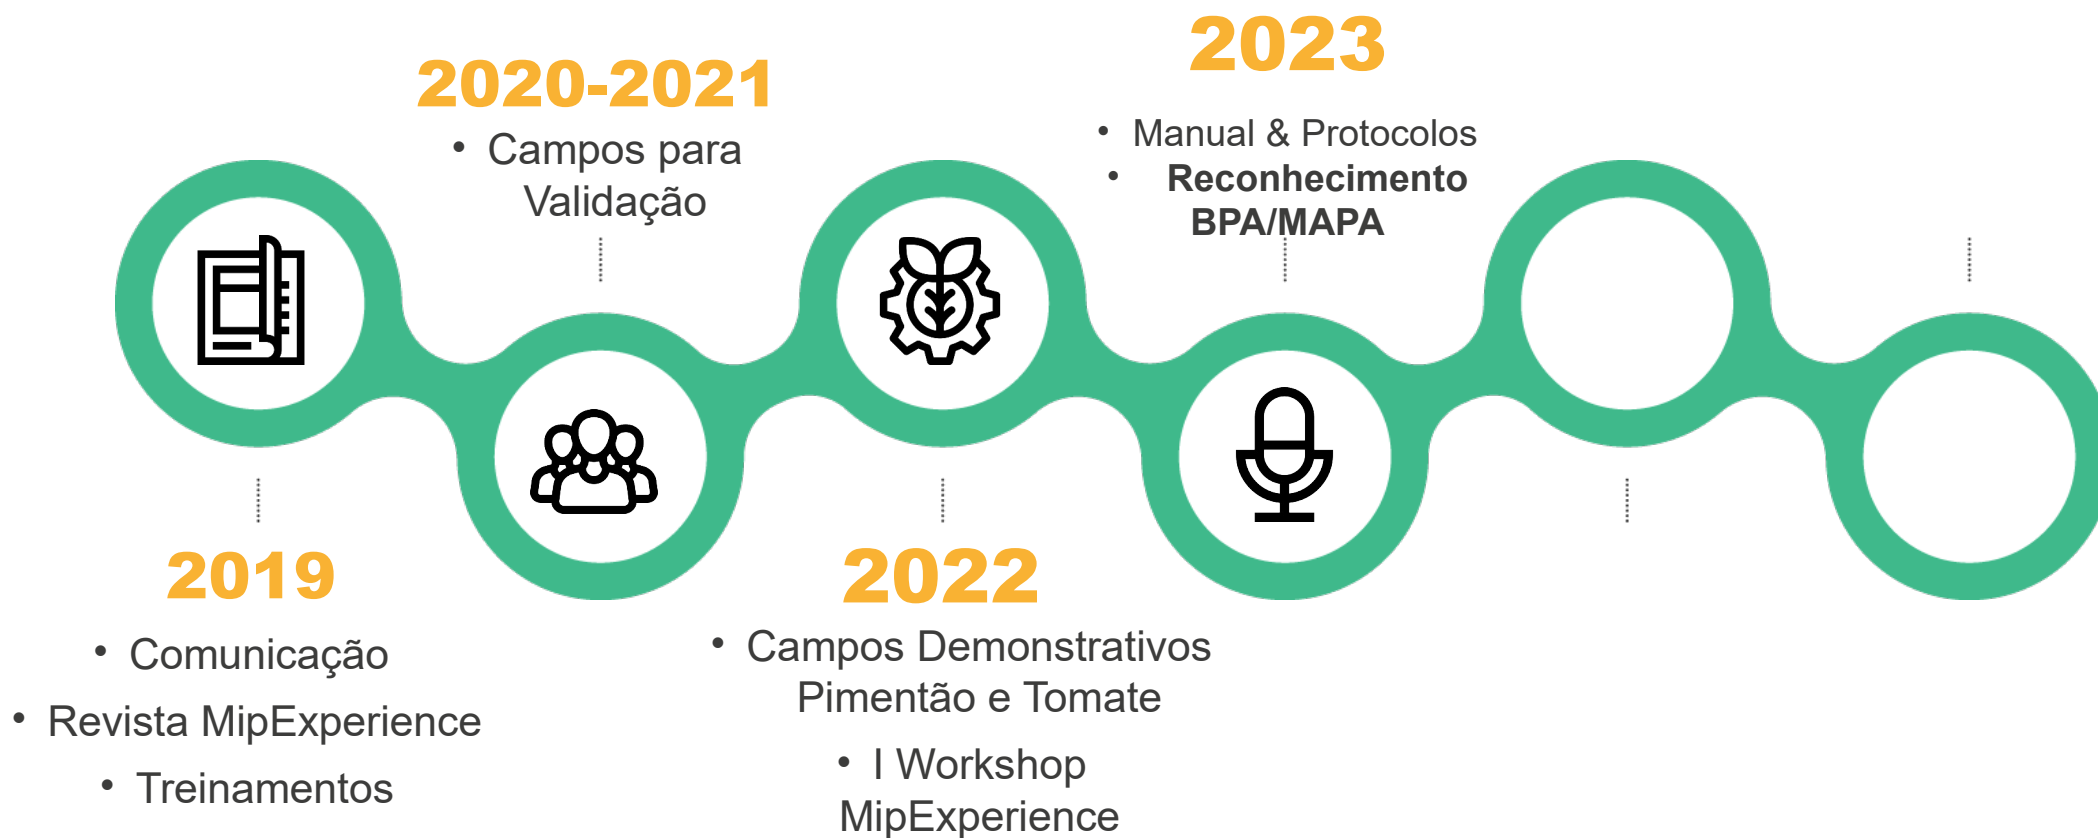 2019
• Comunicação
• Revista MipExperience
• Treinamentos
2020-2021
• Campos para
Validação
2022
• Campos Demonstrativos
Pimentão e Tomate
• I Workshop
MipExperience
2023
• Manual & Protocolos
• Reconhecimento
BPA/MAPA